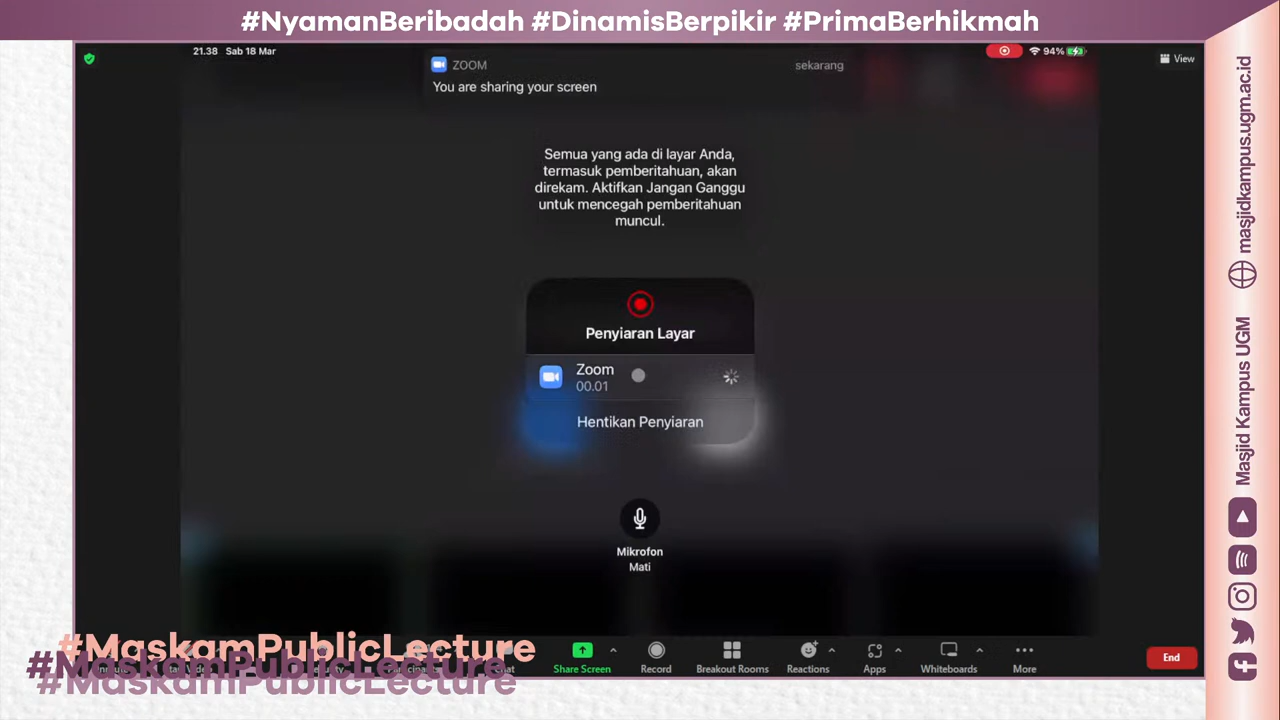 #NyamanBeribadah #DinamisBerpikir #PrimaBerhikmah
21.38 Sab 18 Mar
94%
View
ZOOM
sekarang
You are sharing your screen
Semua yang ada di layar Anda,
termasuk pemberitahuan, akan
direkam. Aktifkan Jangan Ganggu
untuk mencegah pemberitahuan
muncul.
Penyiaran Layar
Zoom
00.01
Hentikan Penyiaran
Mikrofon
Mati
#MaskamPublicLecture
#MaskamPublicLecture
#MaskamPublicLecture
Share Screen
Record
Breakout Rooms
Reactions
Apps
Whiteboards
More
End
masjidkampus.ugm.ac.id
Masjid Kampus UGM